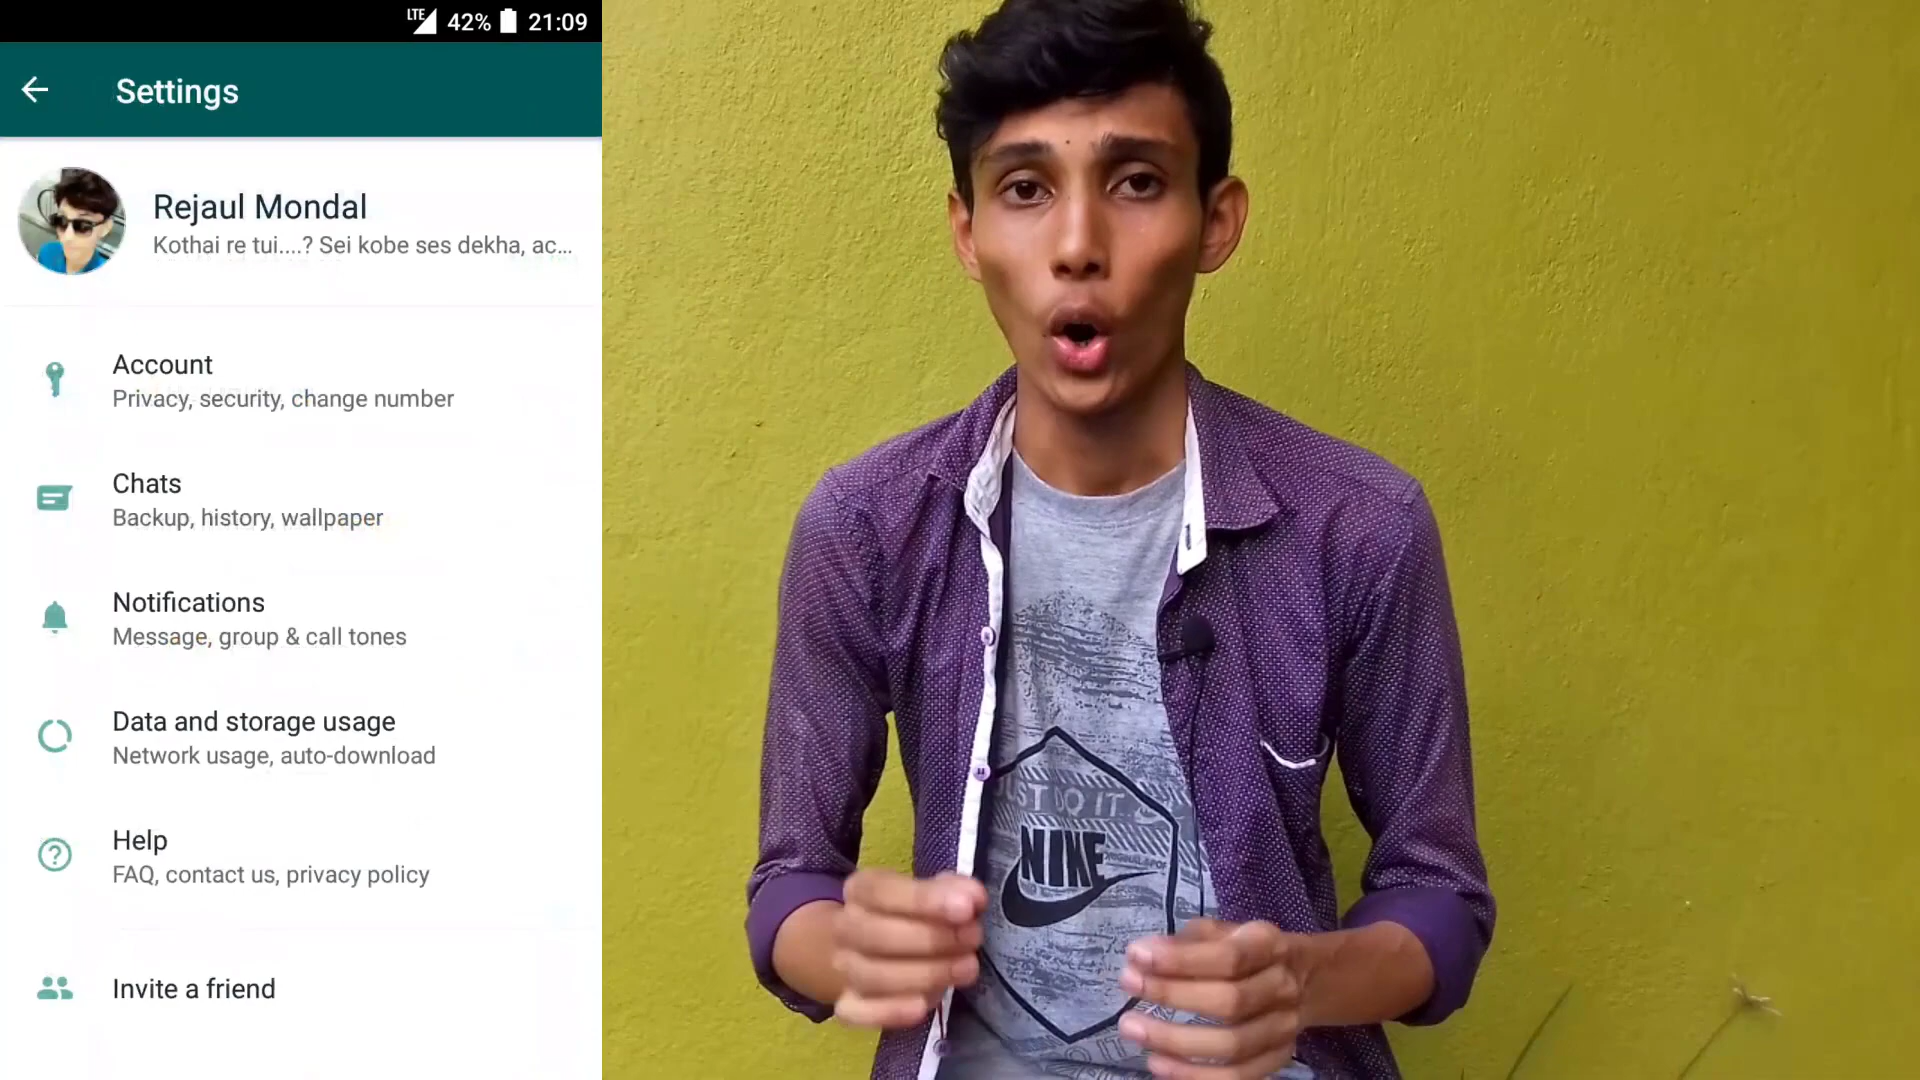 LTE 42% 21:09
Settings
Rejaul Mondal
Kothai re tui....? Sei kobe ses dekha, ac...
Account
Privacy, security, change number
Chats
Backup, history, wallpaper
Notifications
Message, group & call tones
Data and storage usage
Network usage, auto-download
Help
FAQ, contact us, privacy policy
Invite a friend
JUST DO IT.
NIKE